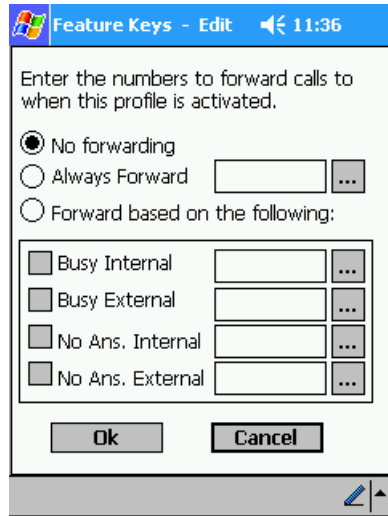 Feature Keys - Edit 11:36
Enter the numbers to forward calls to
when this profile is activated.
No forwarding
Always Forward ...
Forward based on the following:
Busy Internal ...
Busy External ...
No Ans. Internal ...
No Ans. External ...
Ok Cancel